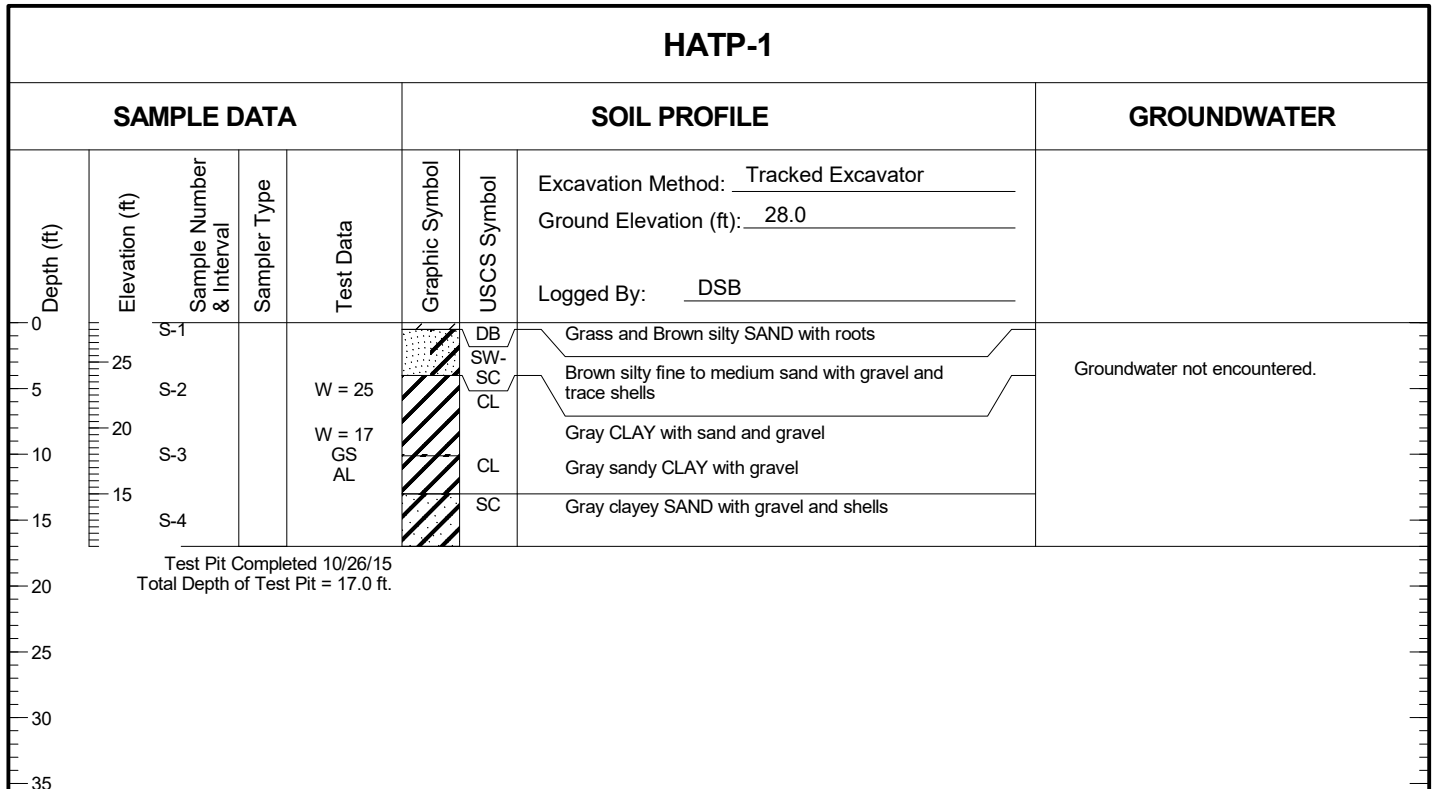 HATP-1
SAMPLE DATA
SOIL PROFILE
GROUNDWATER
Depth (ft)
Elevation (ft)
Sample Number
& Interval
Sampler Type
Test Data
Graphic Symbol
USCS Symbol
Excavation Method: Tracked Excavator
Ground Elevation (ft): 28.0
Logged By: DSB
0
S-1
DB
Grass and Brown silty SAND with roots
25
SW-
SC
Brown silty fine to medium sand with gravel and
trace shells
Groundwater not encountered.
5
S-2
W = 25
CL
20
W = 17
Gray CLAY with sand and gravel
10
S-3
GS
AL
CL
Gray sandy CLAY with gravel
15
SC
Gray clayey SAND with gravel and shells
15
S-4
Test Pit Completed 10/26/15
Total Depth of Test Pit = 17.0 ft.
20
25
30
35